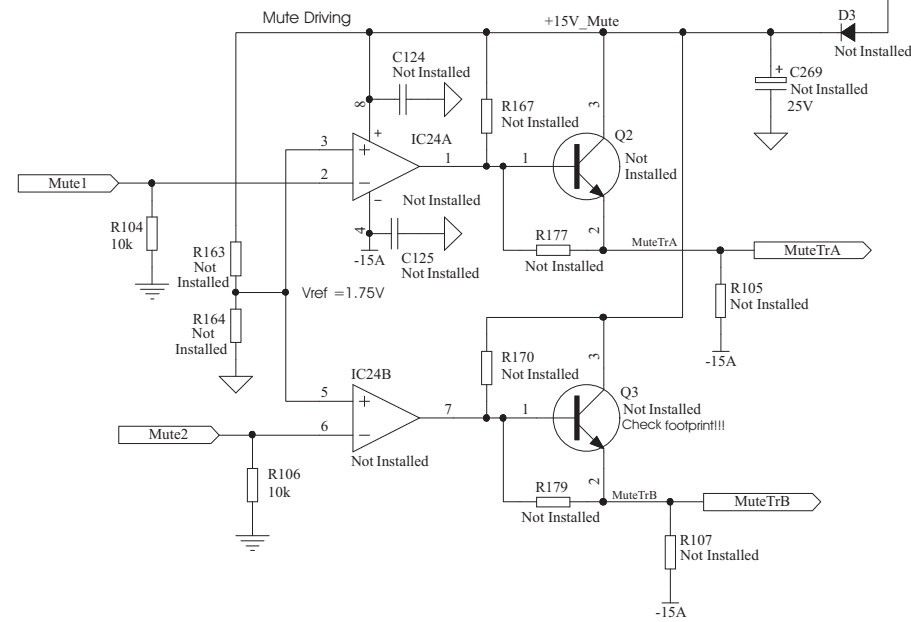 Mute Driving
+15V_Mute
D3
Not Installed
C124
Not Installed
+
C269
Not Installed
25V
8
R167
Not Installed
3
+
IC24A
Q2
Not
Installed
3
+
1
1
Mute1
2
−
−
Not Installed
R104
10k
4
2
C125
Not Installed
-15A
R177
Not Installed
MuteTrA
MuteTrA
R163
Not
Installed
Vref =1.75V
R105
Not Installed
R164
Not
Installed
-15A
3
R170
Not Installed
IC24B
Q3
Not Installed
Check footprint!!!
5
+
7
1
Mute2
6
−
Not Installed
R106
10k
2
R179
Not Installed
MuteTrB
MuteTrB
R107
Not Installed
-15A